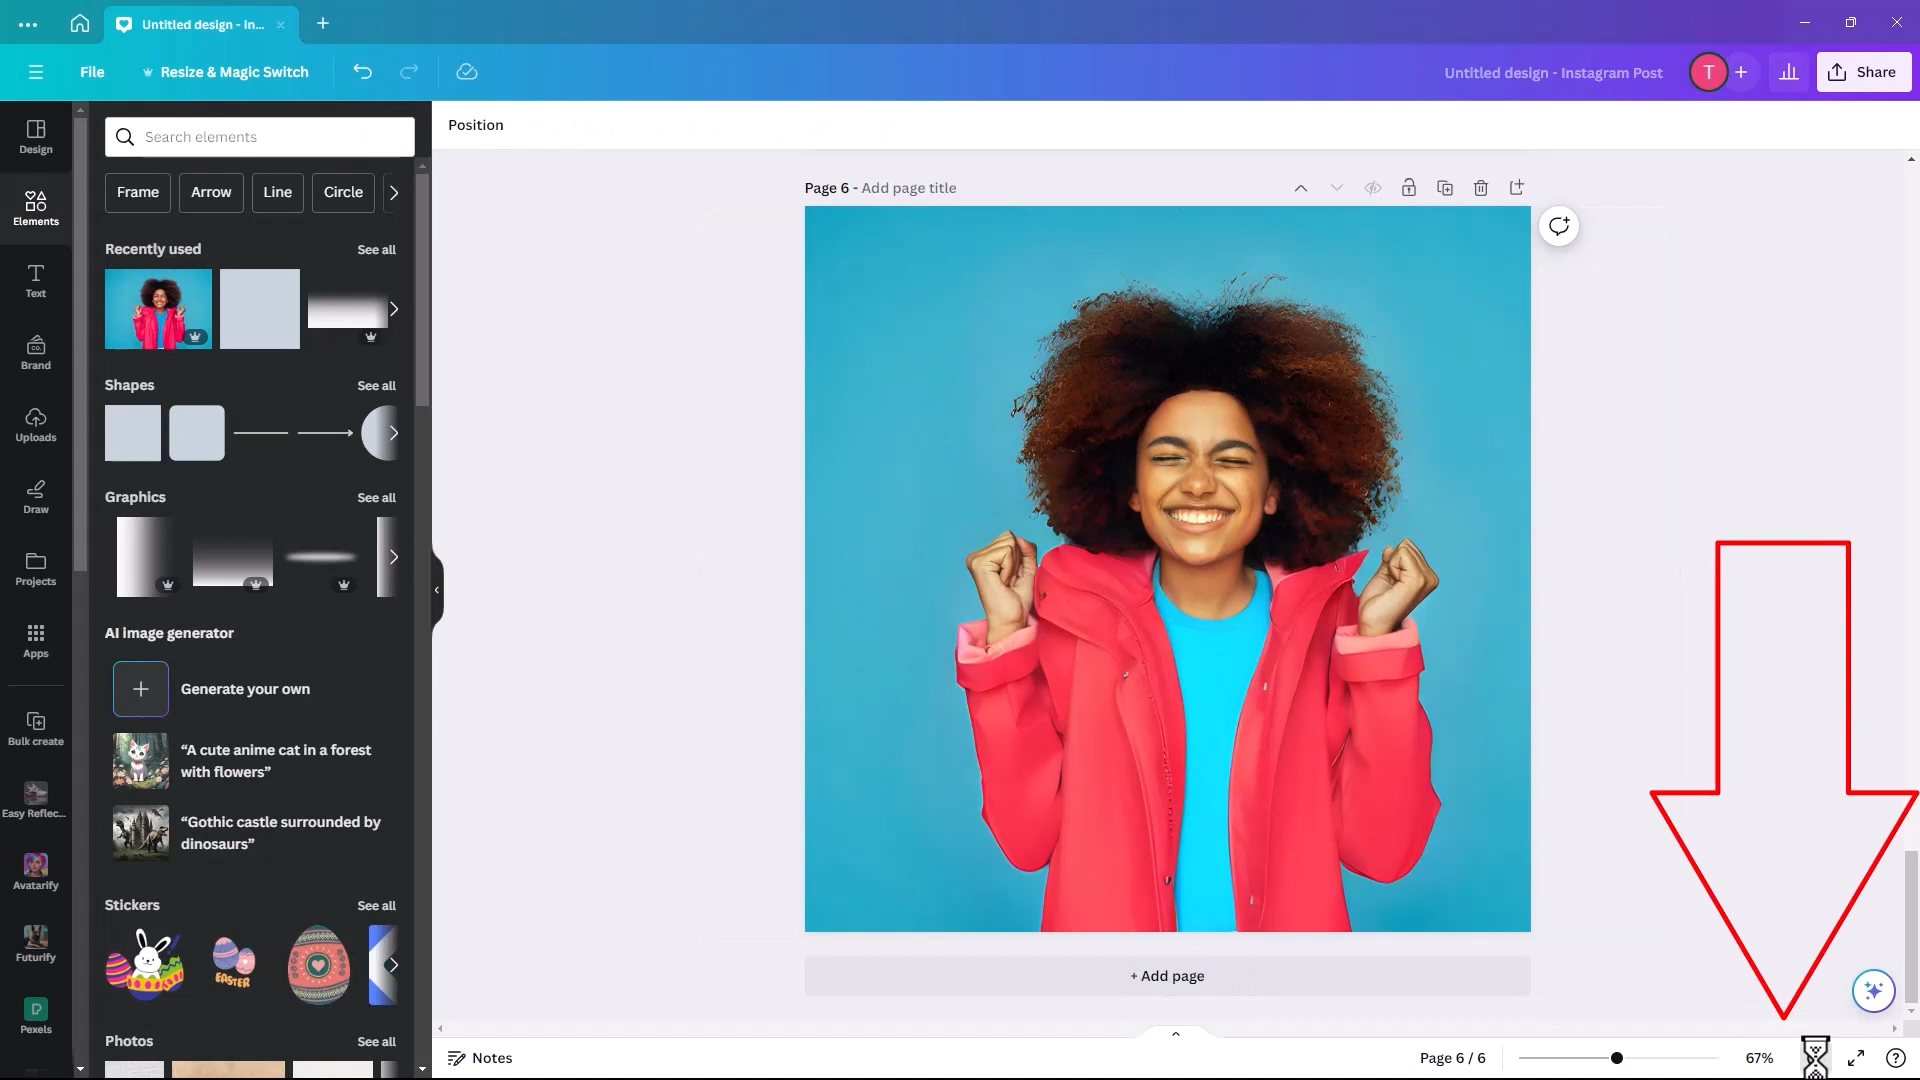 Untitled design - In...
File
Resize & Magic Switch
Untitled design - Instagram Post
T
Share
Design
Elements
Text
Brand
Uploads
Draw
Projects
Apps
Bulk create
Easy Reflec...
Avatarify
Futurify
Pexels
Search elements
Frame
Arrow
Line
Circle
Recently used
See all
Shapes
See all
Graphics
See all
AI image generator
Generate your own
“A cute anime cat in a forest
with flowers”
“Gothic castle surrounded by
dinosaurs”
Stickers
See all
EASTER
Photos
See all
Position
Page 6 - Add page title
+ Add page
Notes
Page 6 / 6
67%